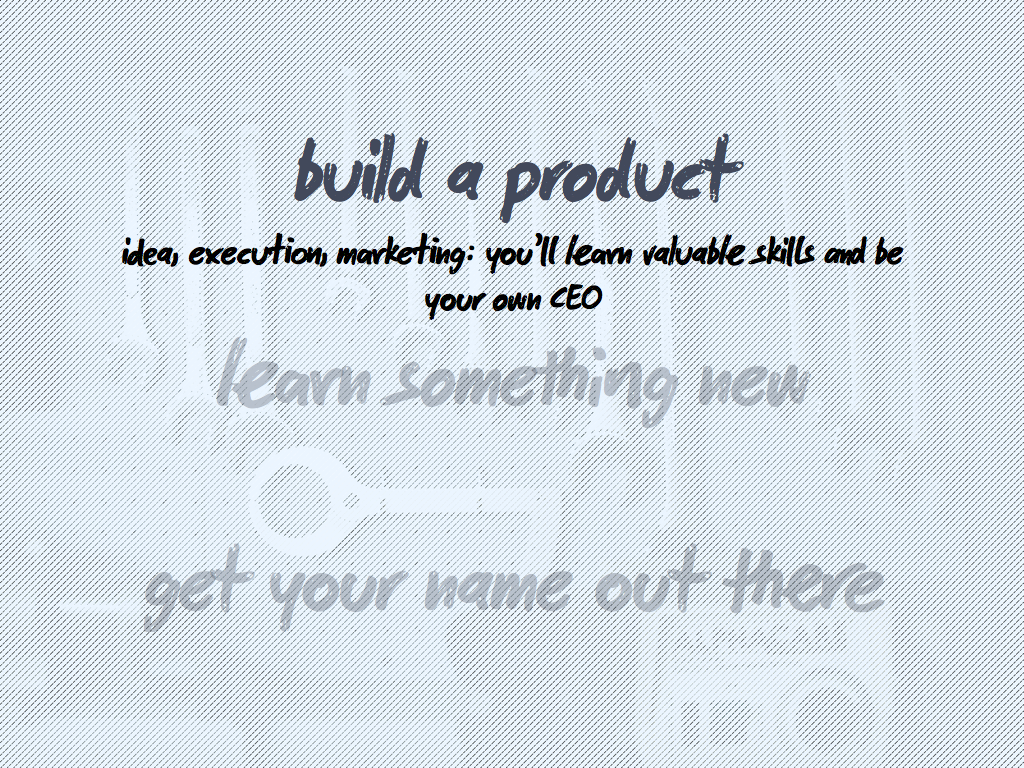 build a product
idea, execution, marketing: you'll learn valuable skills and be
your own CEO
learn something new
get your name out there